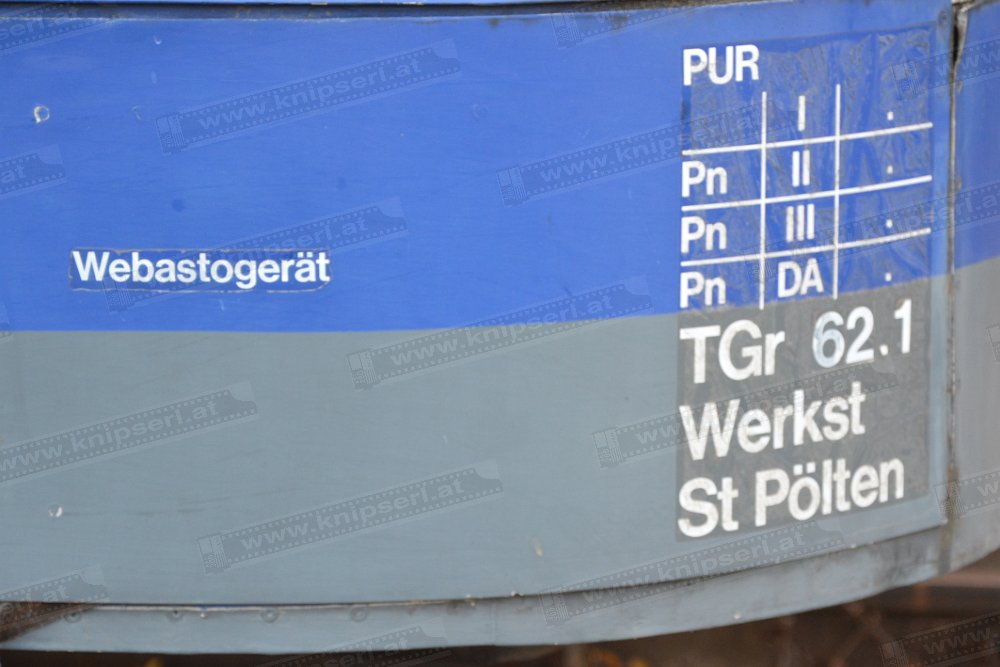 Webastogerät
PUR
I .
Pn II .
Pn III .
Pn DA .
TGr 62.1
Werkst
St Pölten
www.knipserl.at